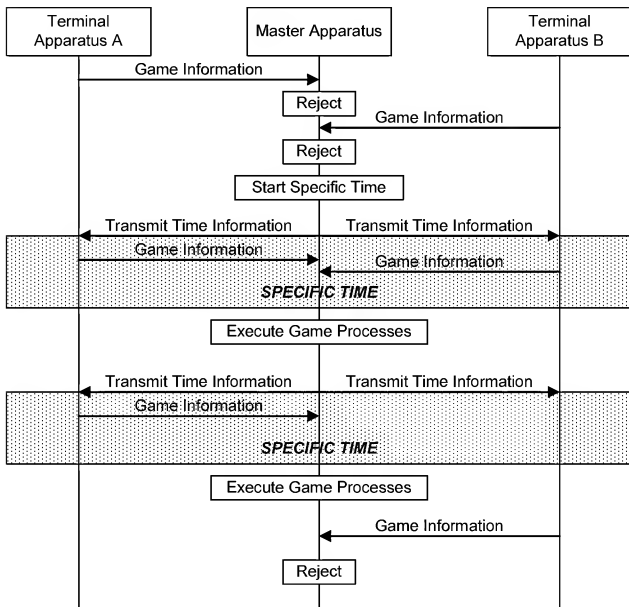 Terminal
Apparatus A
Master Apparatus
Terminal
Apparatus B
Game Information
Reject
Game Information
Reject
Start Specific Time
Transmit Time Information
Transmit Time Information
Game Information
Game Information
SPECIFIC TIME
Execute Game Processes
Transmit Time Information
Transmit Time Information
Game Information
SPECIFIC TIME
Execute Game Processes
Game Information
Reject